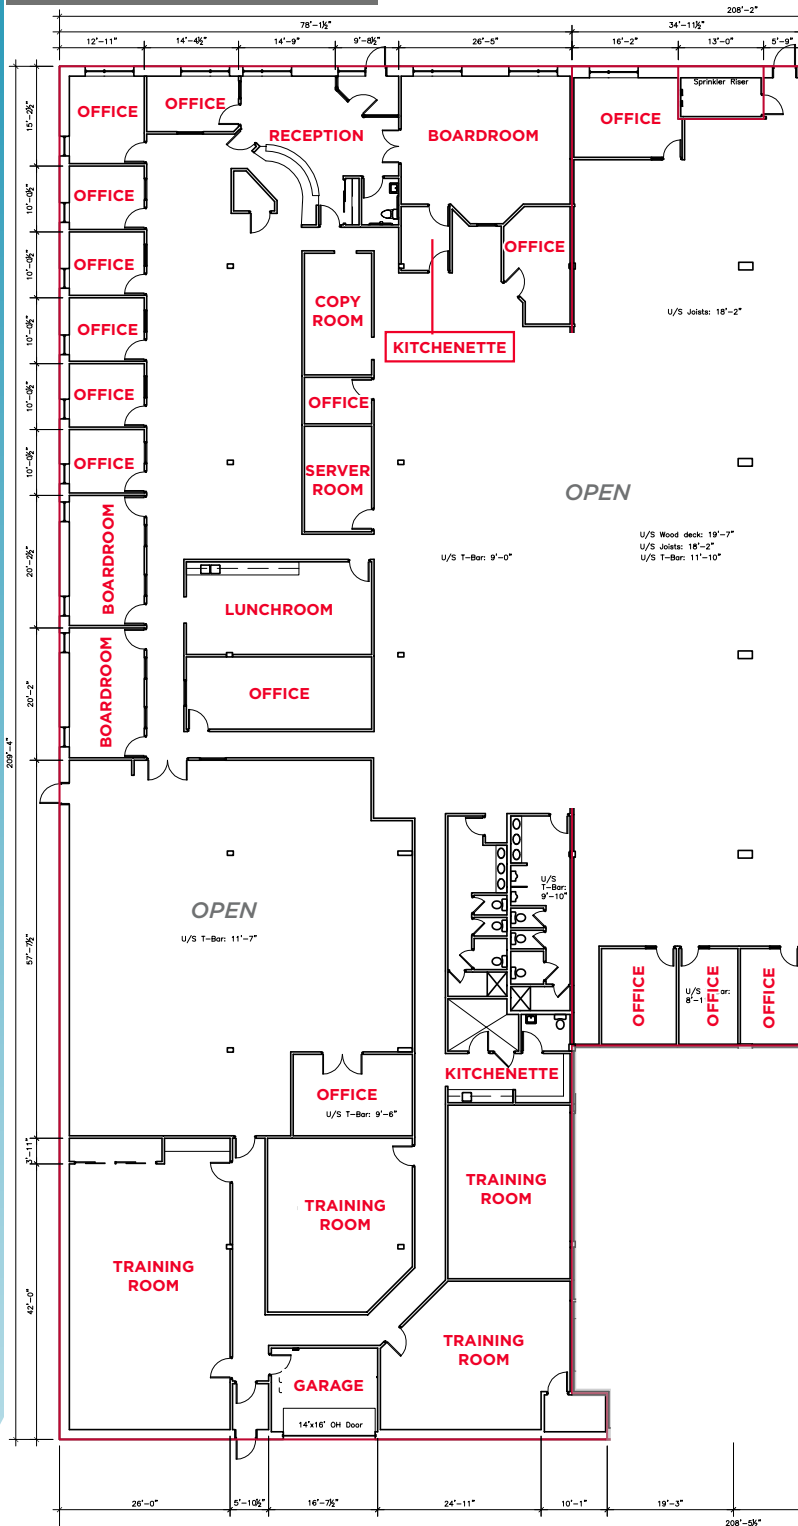 208'-2"
78'-1½"
34'-11½"
12'-11"
14'-4½"
14'-9"
9'-8½"
26'-5"
16'-2"
13'-0"
5'-9"
Sprinkler Riser
OFFICE
OFFICE
RECEPTION
BOARDROOM
OFFICE
15'-2½"
OFFICE
10'-0½"
OFFICE
OFFICE
10'-0½"
COPY
ROOM
U/S Joists: 18'-2"
OFFICE
10'-0½"
KITCHENETTE
OFFICE
10'-0½"
OFFICE
OFFICE
10'-0½"
SERVER
ROOM
OPEN
BOARDROOM
20'-2½"
U/S T-Bar: 9'-0"
U/S Wood deck: 19'-7"
U/S Joists: 18'-2"
U/S T-Bar: 11'-10"
LUNCHROOM
BOARDROOM
20'-2"
OFFICE
209'-4"
U/S
T-Bar:
9'-10"
OPEN
U/S T-Bar: 11'-7"
57'-7½"
OFFICE
U/S
8'-1
ar:
OFFICE
OFFICE
KITCHENETTE
OFFICE
U/S T-Bar: 9'-6"
3'-11"
TRAINING
ROOM
TRAINING
ROOM
TRAINING
ROOM
42'-0"
TRAINING
ROOM
GARAGE
14'x16' OH Door
26'-0"
5'-10½"
16'-7½"
24'-11"
10'-1"
19'-3"
208'-5½"